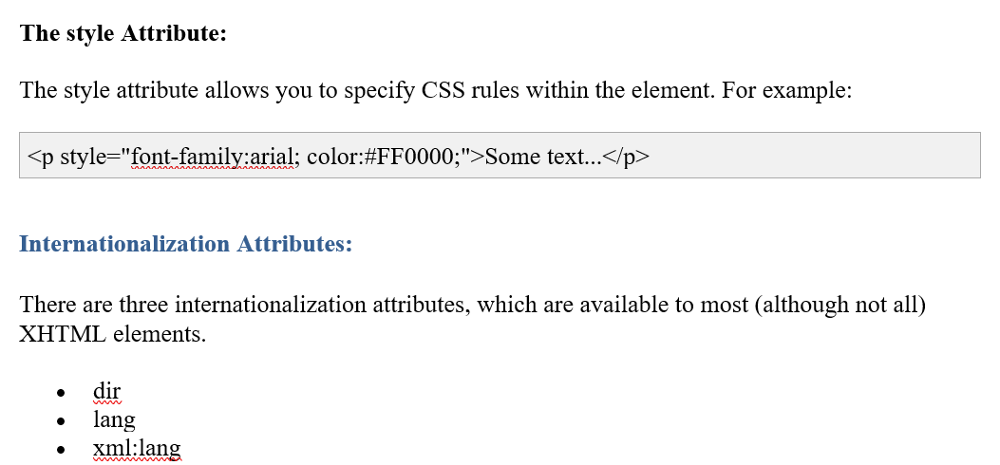 The style Attribute:
The style attribute allows you to specify CSS rules within the element. For example:
<p style="font-family:arial; color:#FF0000;">Some text...</p>
Internationalization Attributes:
There are three internationalization attributes, which are available to most (although not all)
XHTML elements.
• dir
• lang
• xml:lang